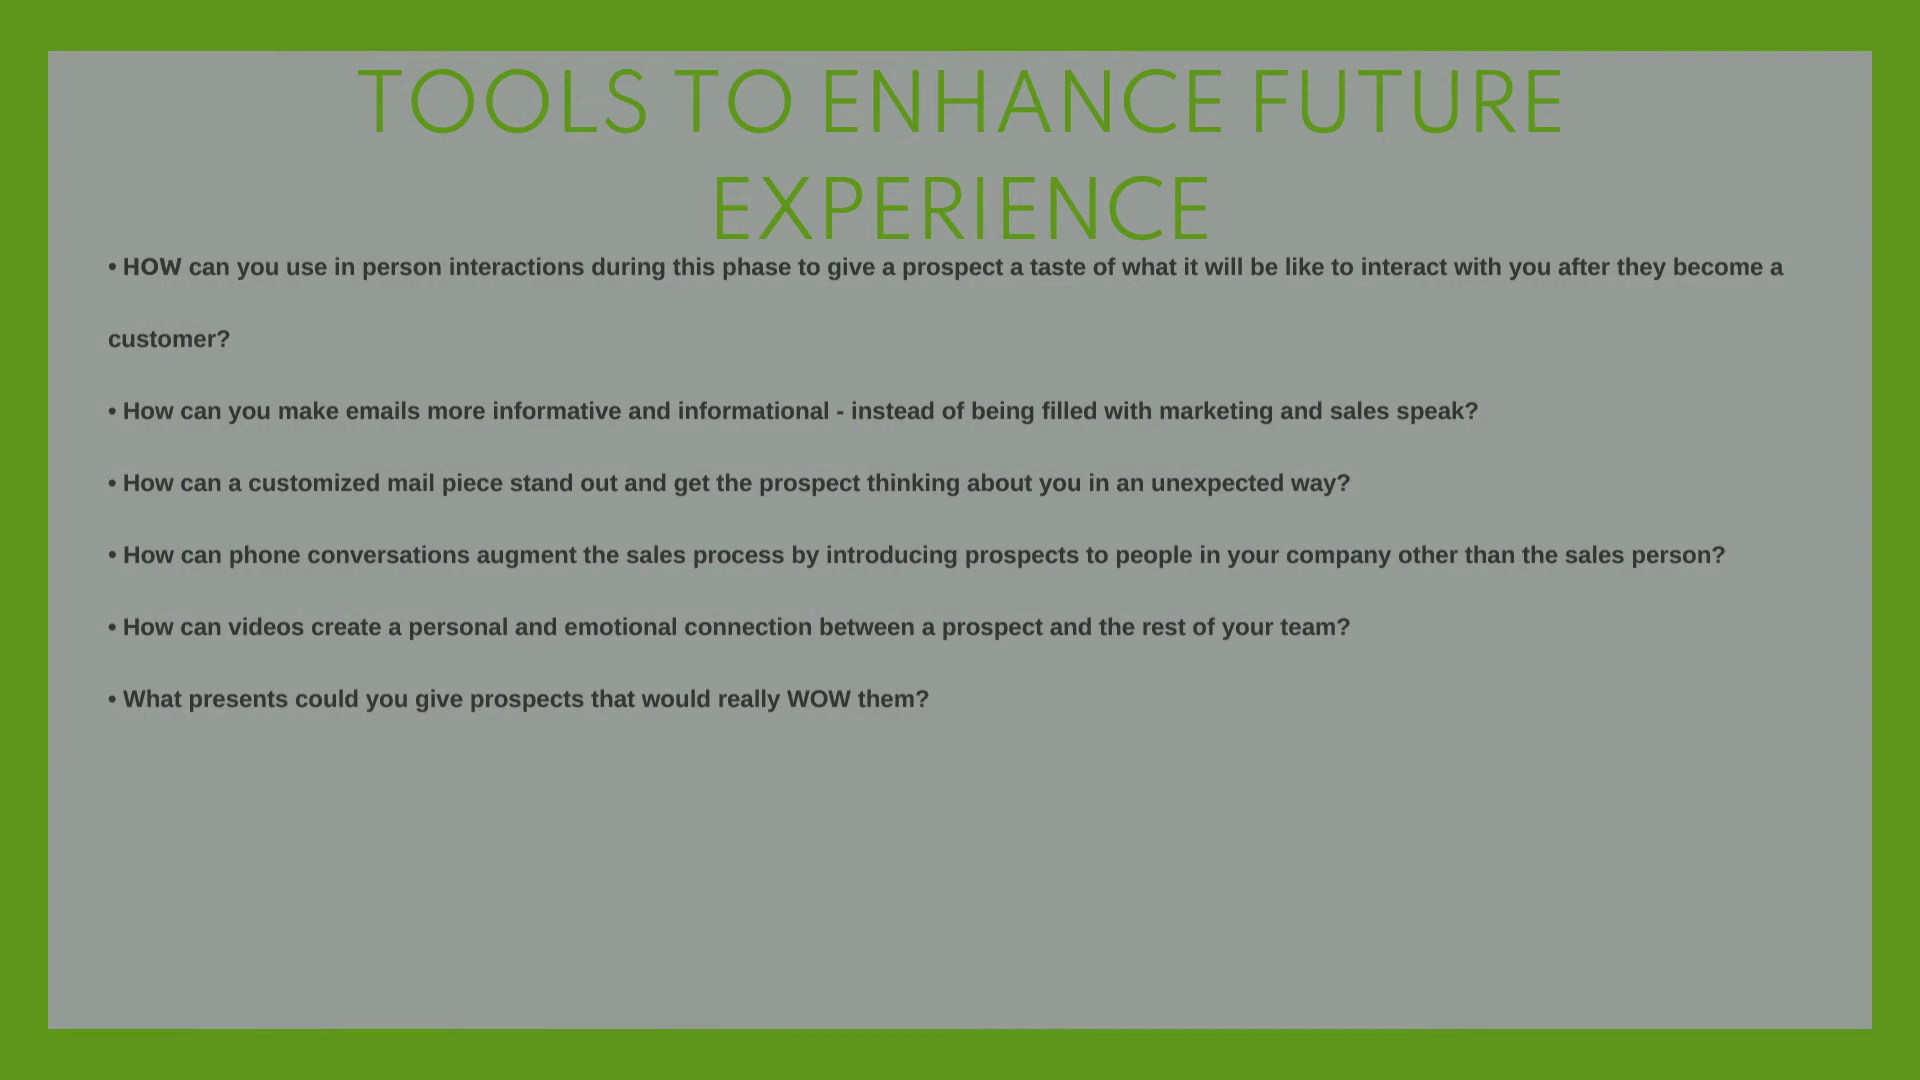 TOOLS TO ENHANCE FUTURE
EXPERIENCE
• HOW can you use in person interactions during this phase to give a prospect a taste of what it will be like to interact with you after they become a
customer?
• How can you make emails more informative and informational - instead of being filled with marketing and sales speak?
• How can a customized mail piece stand out and get the prospect thinking about you in an unexpected way?
• How can phone conversations augment the sales process by introducing prospects to people in your company other than the sales person?
• How can videos create a personal and emotional connection between a prospect and the rest of your team?
• What presents could you give prospects that would really WOW them?